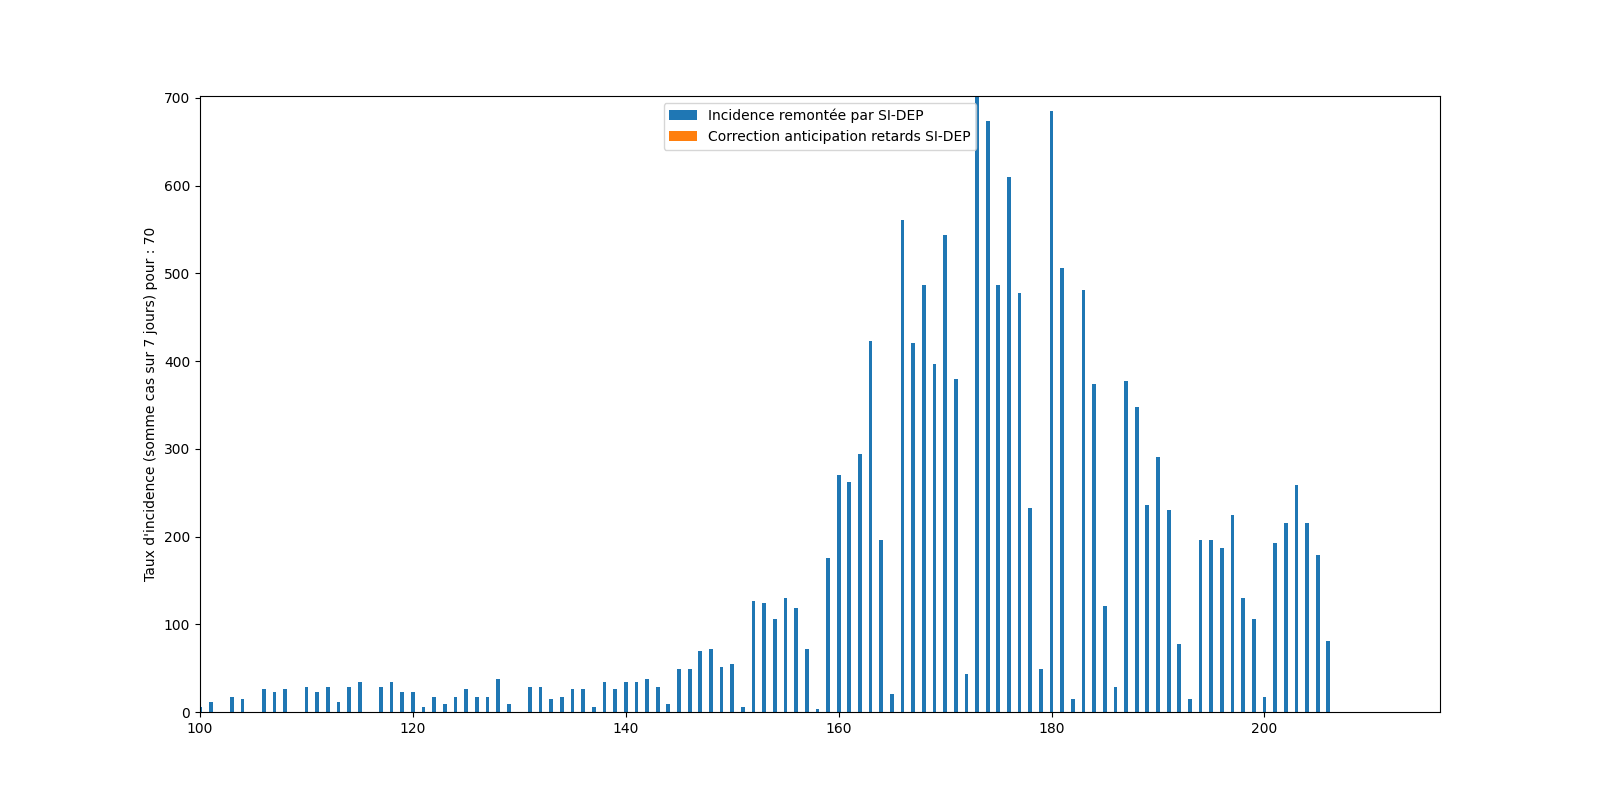 Incidence remontée par SI-DEP
Correction anticipation retards SI-DEP
Taux d'incidence (somme cas sur 7 jours) pour : 70
700
600
500
400
300
200
100
0
100 120 140 160 180 200